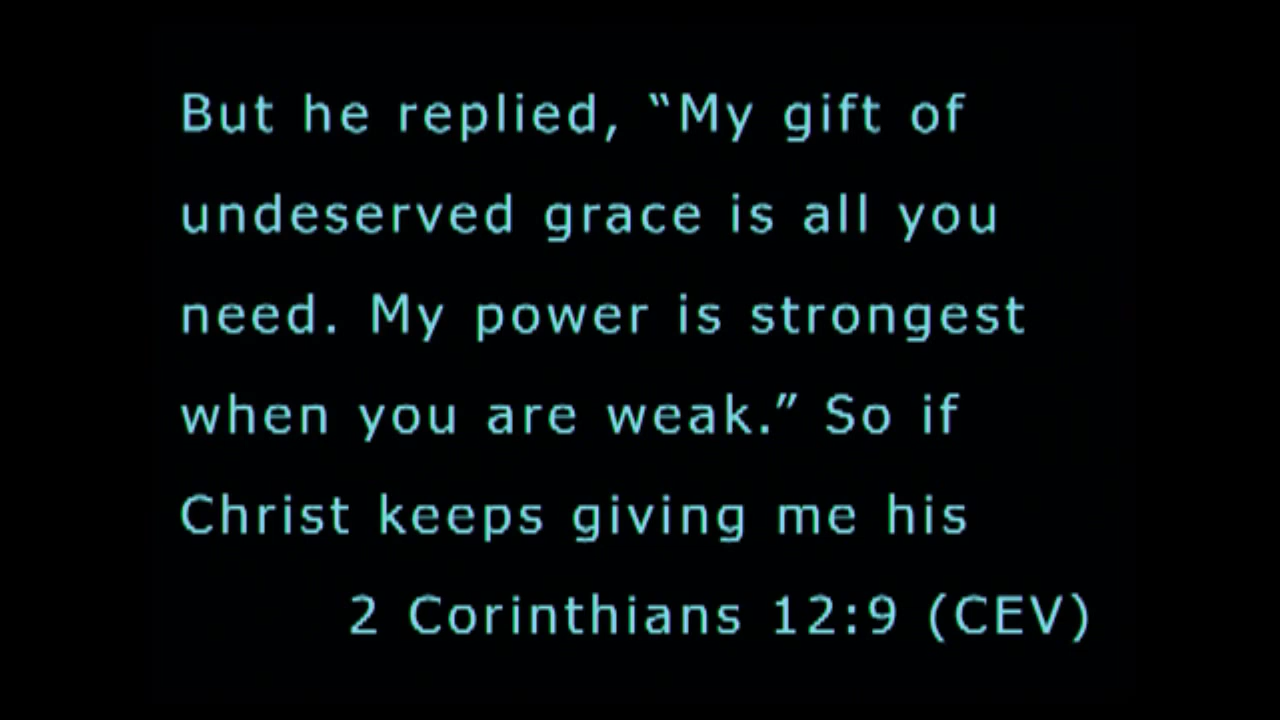 But he replied, “My gift of
undeserved grace is all you
need. My power is strongest
when you are weak.” So if
Christ keeps giving me his
2 Corinthians 12:9 (CEV)